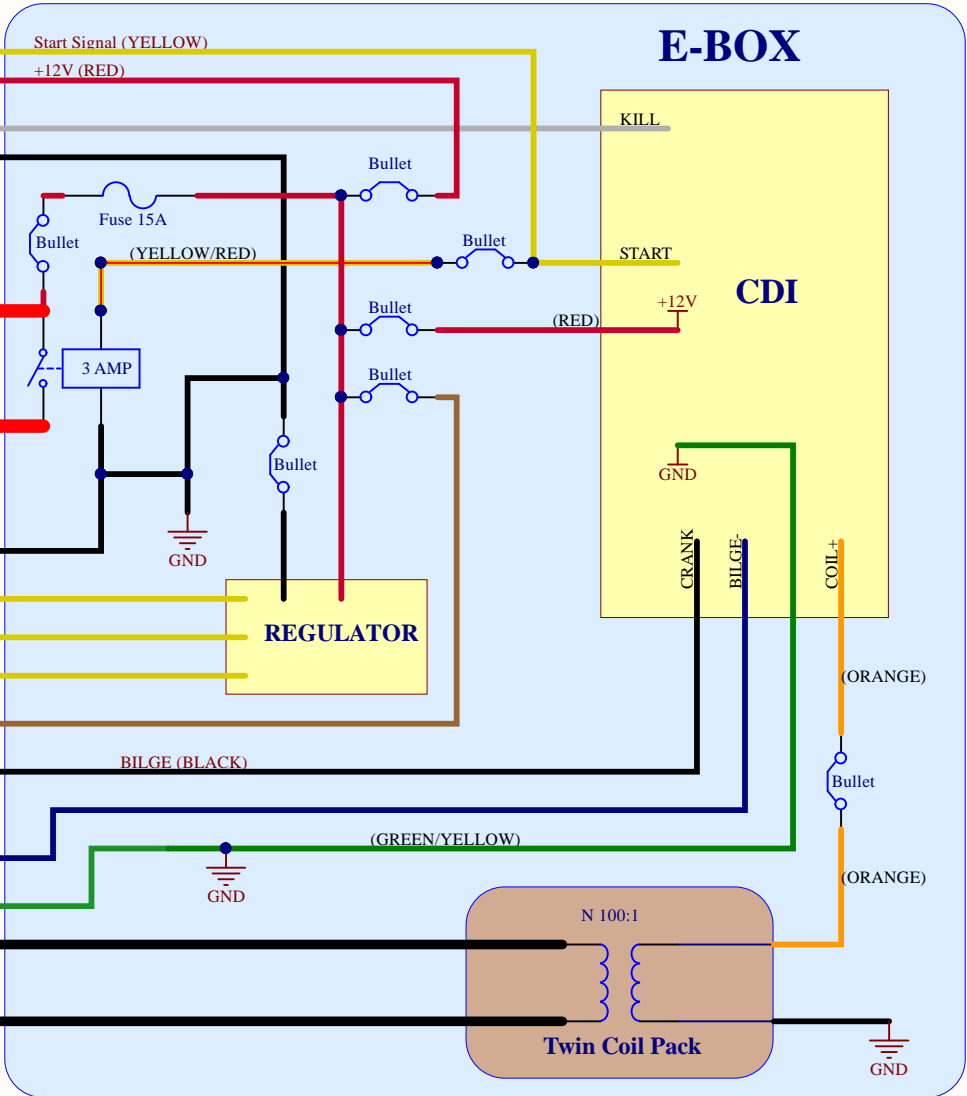 Start Signal (YELLOW)
E-BOX
+12V (RED)
KILL
Bullet
Fuse 15A
Bullet
(YELLOW/RED)
Bullet
START
CDI
+12V
Bullet
(RED)
3 AMP
Bullet
Bullet
GND
GND
CRANK
BILGE-
COIL+
REGULATOR
(ORANGE)
BILGE (BLACK)
Bullet
(GREEN/YELLOW)
GND
(ORANGE)
N 100:1
Twin Coil Pack
GND